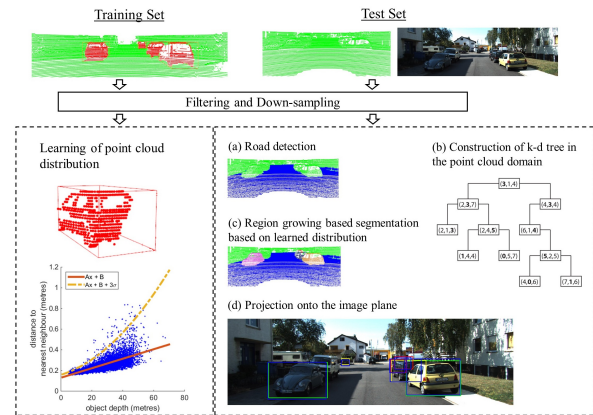 Training Set
Test Set
Filtering and Down-sampling
Learning of point cloud
distribution
Ax + B
Ax + B + 3σ
distance to
nearest neighbour (metres)
1.2
1
0.8
0.6
0.4
0.2
0
0 20 40 60 80 100
object depth (metres)
(a) Road detection
(c) Region growing based segmentation
based on learned distribution
(b) Construction of k-d tree in
the point cloud domain
(3,1,4)
(2,3,7) (4,3,4)
(2,1,3) (2,4,5) (6,1,4)
(1,4,4) (0,5,7) (5,2,5)
(4,0,6) (7,1,6)
(d) Projection onto the image plane